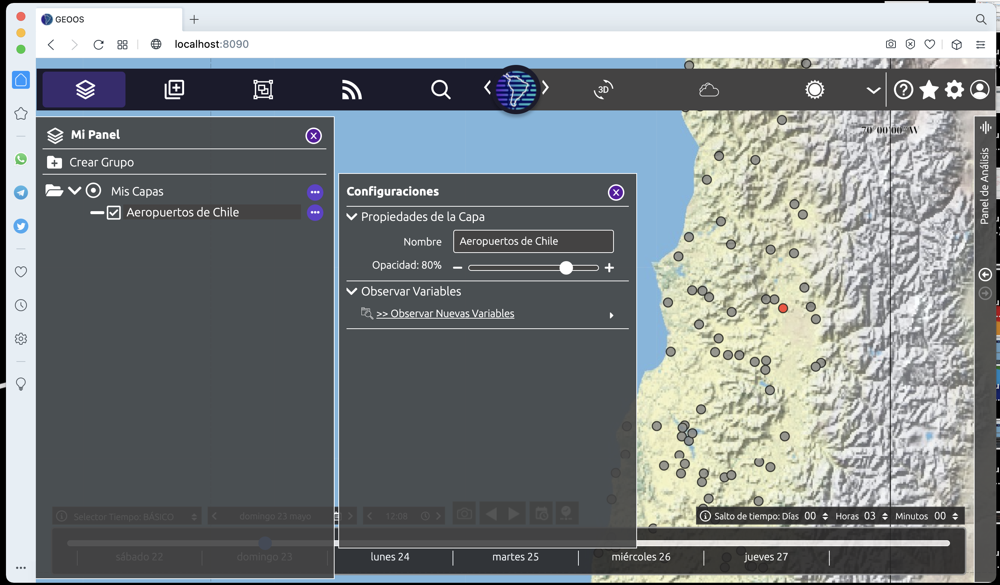 GEOOS
localhost:8090
3D
Mi Panel
X
Crear Grupo
Mis Capas
Aeropuertos de Chile
Configuraciones
X
Propiedades de la Capa
Nombre
Aeropuertos de Chile
Opacidad: 80%
Observar Variables
>> Observar Nuevas Variables
70°00'00"W
Panel de Análisis
Selector Tiempo: BÁSICO
domingo 23 mayo
12:08
Salto de tiempo: Días 00 Horas 03 Minutos 00
sábado 22
domingo 23
lunes 24
martes 25
miércoles 26
jueves 27